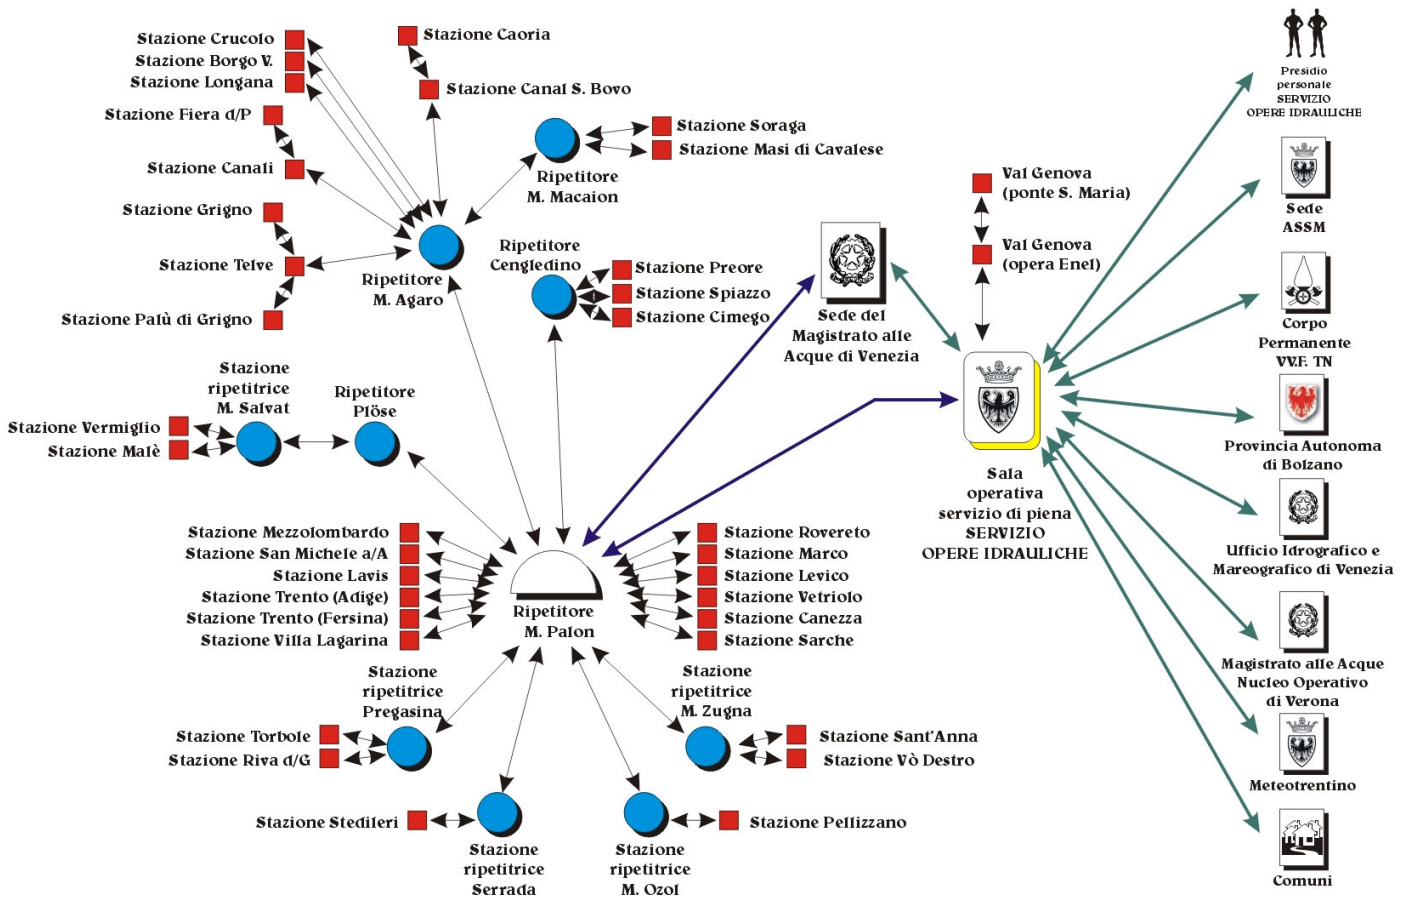 Stazione Crucolo
Stazione Borgo V.
Stazione Longana
Stazione Fiera d/P
Stazione Canali
Stazione Grigno
Stazione Telve
Stazione Palù di Grigno
Stazione Caoria
Stazione Canal S. Bovo
Ripetitore
M. Agaro
Ripetitore
M. Macaion
Stazione Soraga
Stazione Masi di Cavalese
Ripetitore
Cengledino
Stazione Preore
Stazione Spiazzo
Stazione Cimego
Stazione
ripetitrice
M. Salvat
Ripetitore
Plöse
Stazione Vermiglio
Stazione Malè
Stazione Mezzolombardo
Stazione San Michele a/A
Stazione Lavis
Stazione Trento (Adige)
Stazione Trento (Fersina)
Stazione Villa Lagarina
Ripetitore
M. Palon
Stazione Rovereto
Stazione Marco
Stazione Levico
Stazione Vetriolo
Stazione Canezza
Stazione Sarche
Stazione
ripetitrice
Pregasina
Stazione Torbole
Stazione Riva d/G
Stazione
ripetitrice
M. Zugna
Stazione Sant'Anna
Stazione Vò Destro
Stazione Stedileri
Stazione
ripetitrice
Serrada
Stazione
ripetitrice
M. Ozol
Stazione Pellizzano
Sede del
Magistrato alle
Acque di Venezia
Val Genova
(ponte S. Maria)
Val Genova
(opera Enel)
Sala
operativa
servizio di piena
SERVIZIO
OPERE IDRAULICHE
Presidio
personale
SERVIZIO
OPERE IDRAULICHE
Sede
ASSM
Corpo
Permanente
VV.F. TN
Provincia Autonoma
di Bolzano
Ufficio Idrografico e
Mareografico di Venezia
Magistrato alle Acque
Nucleo Operativo
di Verona
Meteotrentino
Comuni